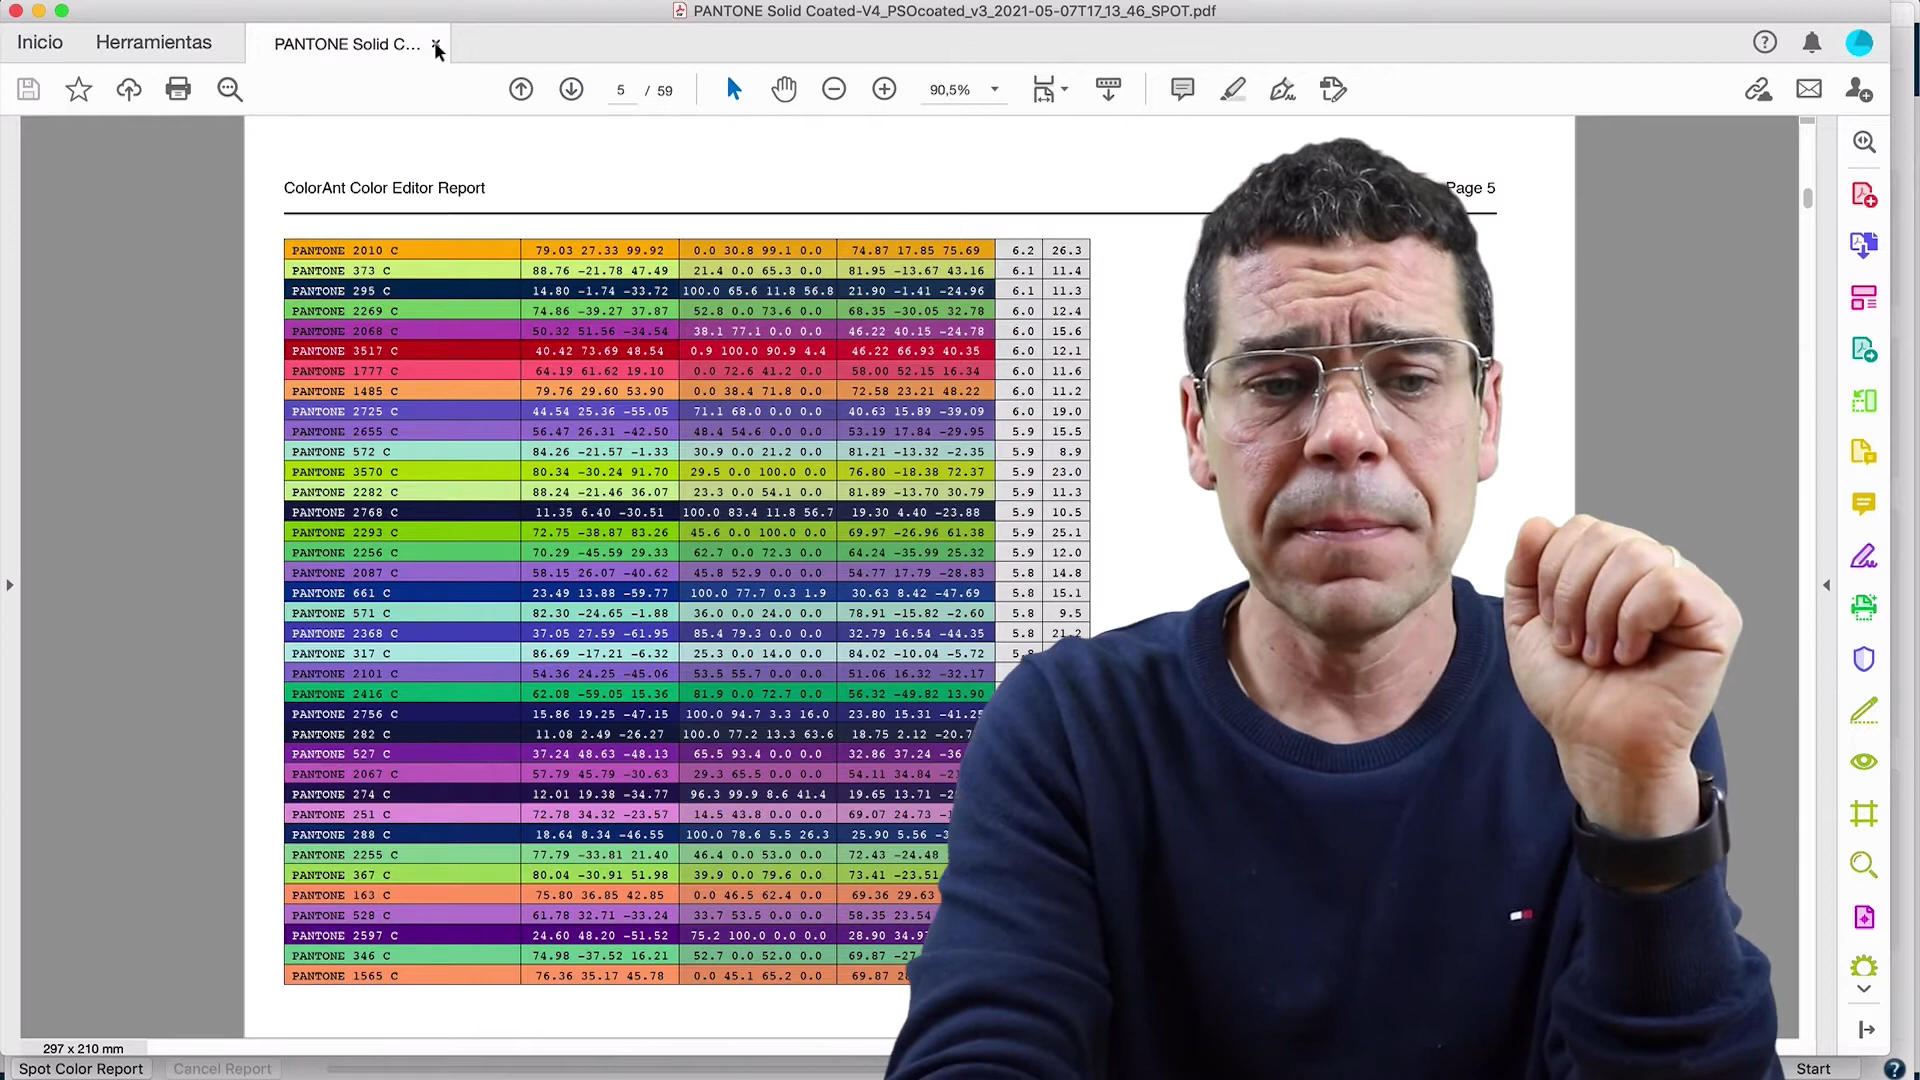 PANTONE Solid Coated-V4_PSOcoated_v3_2021-05-07T17_13_46_SPOT.pdf
Inicio Herramientas PANTONE Solid C...
5 / 59 90,5%
ColorAnt Color Editor Report Page 5
PANTONE 2010 C 79.03 27.33 99.92 0.0 30.8 99.1 0.0 74.87 17.85 75.69 6.2 26.3
PANTONE 373 C 88.76 -21.78 47.49 21.4 0.0 65.3 0.0 81.95 -13.67 43.16 6.1 11.4
PANTONE 295 C 14.80 -1.74 -33.72 100.0 65.6 11.8 56.8 21.90 -1.41 -24.96 6.1 11.3
PANTONE 2269 C 74.86 -39.27 37.87 52.8 0.0 73.6 0.0 68.35 -30.05 32.78 6.0 12.4
PANTONE 2068 C 50.32 51.56 -34.54 38.1 77.1 0.0 0.0 46.22 40.15 -24.78 6.0 15.6
PANTONE 3517 C 40.42 73.69 48.54 0.9 100.0 90.9 4.4 46.22 66.93 40.35 6.0 12.1
PANTONE 1777 C 64.19 61.62 19.10 0.0 72.6 41.2 0.0 58.00 52.15 16.34 6.0 11.6
PANTONE 1485 C 79.76 29.60 53.90 0.0 38.4 71.8 0.0 72.58 23.21 48.22 6.0 11.2
PANTONE 2725 C 44.54 25.36 -55.05 71.1 68.0 0.0 0.0 40.63 15.89 -39.09 6.0 19.0
PANTONE 2655 C 56.47 26.31 -42.50 48.4 54.6 0.0 0.0 53.19 17.84 -29.95 5.9 15.5
PANTONE 572 C 84.26 -21.57 -1.33 30.9 0.0 21.2 0.0 81.21 -13.32 -2.35 5.9 8.9
PANTONE 3570 C 80.34 -30.24 91.70 29.5 0.0 100.0 0.0 76.80 -18.38 72.37 5.9 23.0
PANTONE 2282 C 88.24 -21.46 36.07 23.3 0.0 54.1 0.0 81.89 -13.70 30.79 5.9 11.3
PANTONE 2768 C 11.35 6.40 -30.51 100.0 83.4 11.8 56.7 19.30 4.40 -23.88 5.9 10.5
PANTONE 2293 C 72.75 -38.87 83.26 45.6 0.0 100.0 0.0 69.97 -26.96 61.38 5.9 25.1
PANTONE 2256 C 70.29 -45.59 29.33 62.7 0.0 72.3 0.0 64.24 -35.99 25.32 5.9 12.0
PANTONE 2087 C 58.15 26.07 -40.62 45.8 52.9 0.0 0.0 54.77 17.79 -28.83 5.8 14.8
PANTONE 661 C 23.49 13.88 -59.77 100.0 77.7 0.3 1.9 30.63 8.42 -47.69 5.8 15.1
PANTONE 571 C 82.30 -24.65 -1.88 36.0 0.0 24.0 0.0 78.91 -15.82 -2.60 5.8 9.5
PANTONE 2368 C 37.05 27.59 -61.95 85.4 79.3 0.0 0.0 32.79 16.54 -44.35 5.8 21.2
PANTONE 317 C 86.69 -17.21 -6.32 25.3 0.0 14.0 0.0 84.02 -10.04 -5.72 5.8
PANTONE 2101 C 54.36 24.25 -45.06 53.5 55.7 0.0 0.0 51.06 16.32 -32.17
PANTONE 2416 C 62.08 -59.05 15.36 81.9 0.0 72.7 0.0 56.32 -49.82 13.90
PANTONE 2756 C 15.86 19.25 -47.15 100.0 94.7 3.3 16.0 23.80 15.31 -41.25
PANTONE 282 C 11.08 2.49 -26.27 100.0 77.2 13.3 63.6 18.75 2.12 -20.7
PANTONE 527 C 37.24 48.63 -48.13 65.5 93.4 0.0 0.0 32.86 37.24 -36
PANTONE 2067 C 57.79 45.79 -30.63 29.3 65.5 0.0 0.0 54.11 34.84 -2
PANTONE 274 C 12.01 19.38 -34.77 96.3 99.9 8.6 41.4 19.65 13.71 -2
PANTONE 251 C 72.78 34.32 -23.57 14.5 43.8 0.0 0.0 69.07 24.73 -1
PANTONE 288 C 18.64 8.34 -46.55 100.0 78.6 5.5 26.3 25.90 5.56 -3
PANTONE 2255 C 77.79 -33.81 21.40 46.4 0.0 53.0 0.0 72.43 -24.48
PANTONE 367 C 80.04 -30.91 51.98 39.9 0.0 79.6 0.0 73.41 -23.51
PANTONE 163 C 75.80 36.85 42.85 0.0 46.5 62.4 0.0 69.36 29.63
PANTONE 528 C 61.78 32.71 -33.24 33.7 53.5 0.0 0.0 58.35 23.54
PANTONE 2597 C 24.60 48.20 -51.52 75.2 100.0 0.0 0.0 28.90 34.97
PANTONE 346 C 74.98 -37.52 16.21 52.7 0.0 52.0 0.0 69.87 -27
PANTONE 1565 C 76.36 35.17 45.78 0.0 45.1 65.2 0.0 69.87 28
297 x 210 mm
Spot Color Report Cancel Report Start